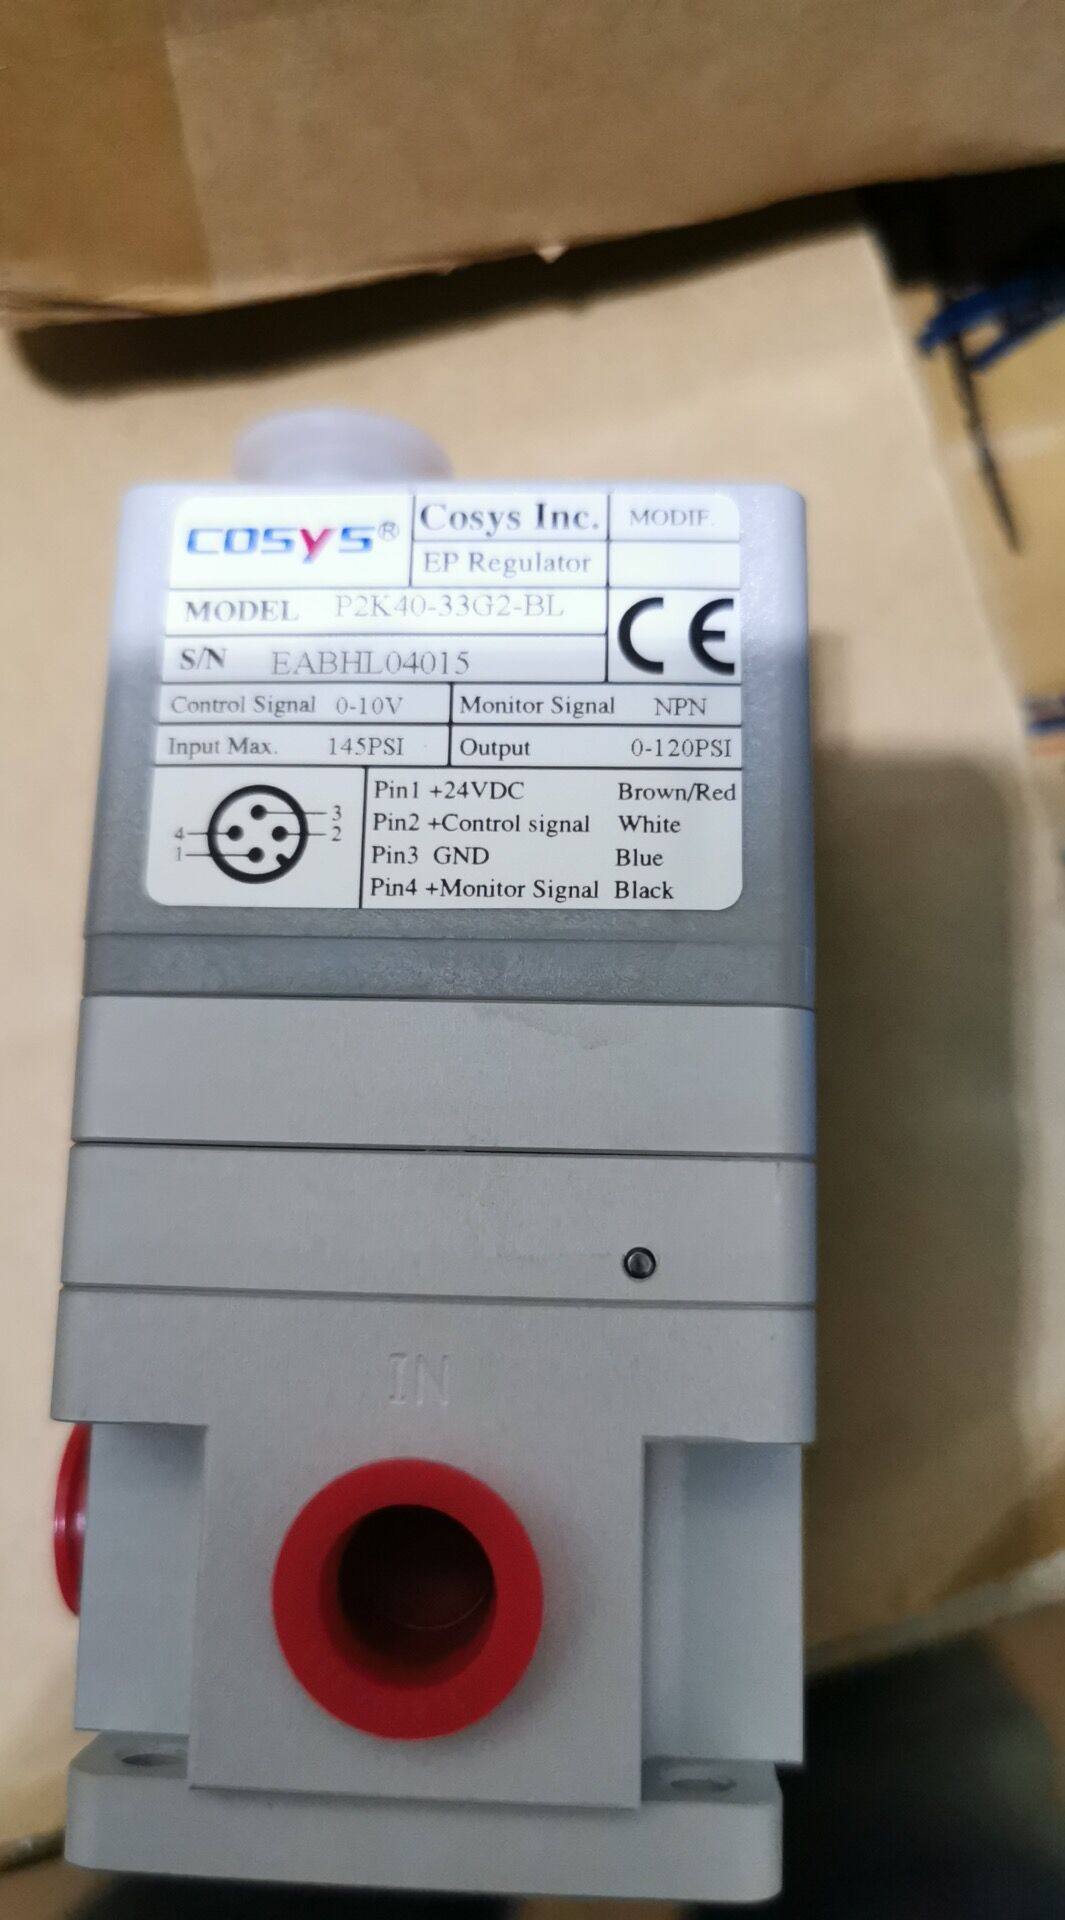 COSYS® Cosys Inc. MODIF.
EP Regulator
MODEL P2K40-33G2-BL
CE
S/N EABHL04015
Control Signal 0-10V Monitor Signal NPN
Input Max. 145PSI Output 0-120PSI
Pin1 +24VDC Brown/Red
3
Pin2 +Control signal White
4 2
1
Pin3 GND Blue
Pin4 +Monitor Signal Black
IN